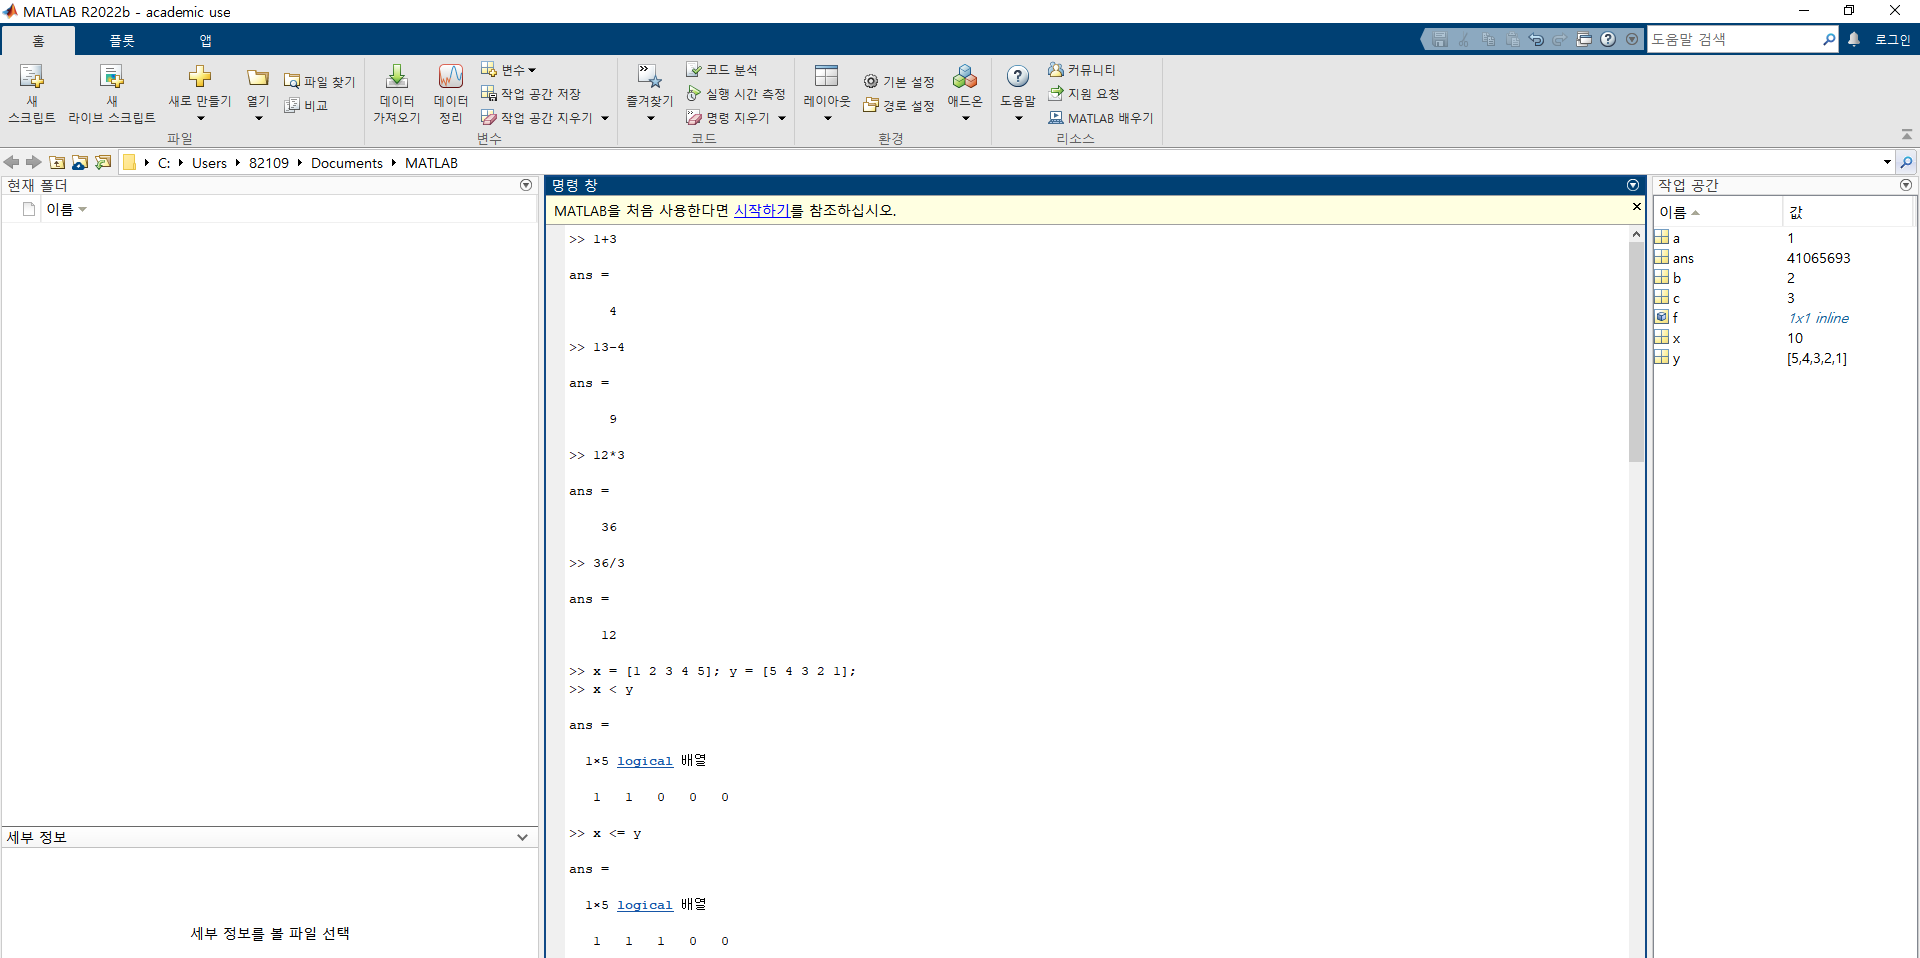 MATLAB R2022b - academic use
홈 플롯 앱
도움말 검색 로그인
새 스크립트
새 라이브 스크립트
새로 만들기
열기
파일 찾기
비교
파일
데이터 가져오기
데이터 정리
변수
작업 공간 저장
작업 공간 지우기
변수
즐겨찾기
코드 분석
실행 시간 측정
명령 지우기
코드
레이아웃
기본 설정
경로 설정
애드온
환경
도움말
커뮤니티
지원 요청
MATLAB 배우기
리소스
C: Users 82109 Documents MATLAB
현재 폴더
이름
세부 정보
세부 정보를 볼 파일 선택
명령 창
MATLAB을 처음 사용한다면 시작하기를 참조하십시오.
>> 1+3
ans =
4
>> 13-4
ans =
9
>> 12*3
ans =
36
>> 36/3
ans =
12
>> x = [1 2 3 4 5]; y = [5 4 3 2 1];
>> x < y
ans =
1×5 logical 배열
1 1 0 0 0
>> x <= y
ans =
1×5 logical 배열
1 1 1 0 0
작업 공간
이름 값
a 1
ans 41065693
b 2
c 3
f 1x1 inline
x 10
y [5,4,3,2,1]